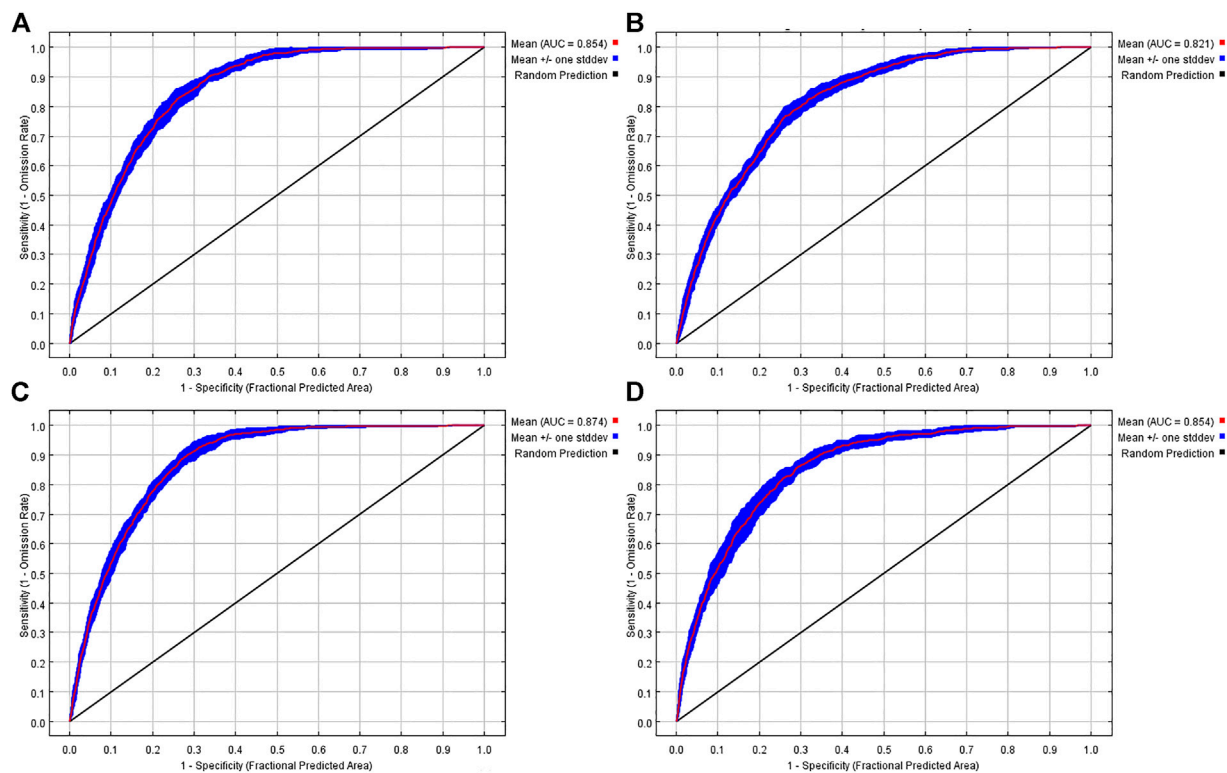 A
Mean (AUC = 0.854)
Mean +/- one stddev
Random Prediction
1.0
0.9
0.8
0.7
0.6
0.5
0.4
0.3
0.2
0.1
0.0
Sensitivity (1 - Omission Rate)
0.0 0.1 0.2 0.3 0.4 0.5 0.6 0.7 0.8 0.9 1.0
1 - Specificity (Fractional Predicted Area)
B
Mean (AUC = 0.821)
Mean +/- one stddev
Random Prediction
1.0
0.9
0.8
0.7
0.6
0.5
0.4
0.3
0.2
0.1
0.0
Sensitivity (1 - Omission Rate)
0.0 0.1 0.2 0.3 0.4 0.5 0.6 0.7 0.8 0.9 1.0
1 - Specificity (Fractional Predicted Area)
C
Mean (AUC = 0.874)
Mean +/- one stddev
Random Prediction
1.0
0.9
0.8
0.7
0.6
0.5
0.4
0.3
0.2
0.1
0.0
Sensitivity (1 - Omission Rate)
0.0 0.1 0.2 0.3 0.4 0.5 0.6 0.7 0.8 0.9 1.0
1 - Specificity (Fractional Predicted Area)
D
Mean (AUC = 0.854)
Mean +/- one stddev
Random Prediction
1.0
0.9
0.8
0.7
0.6
0.5
0.4
0.3
0.2
0.1
0.0
Sensitivity (1 - Omission Rate)
0.0 0.1 0.2 0.3 0.4 0.5 0.6 0.7 0.8 0.9 1.0
1 - Specificity (Fractional Predicted Area)